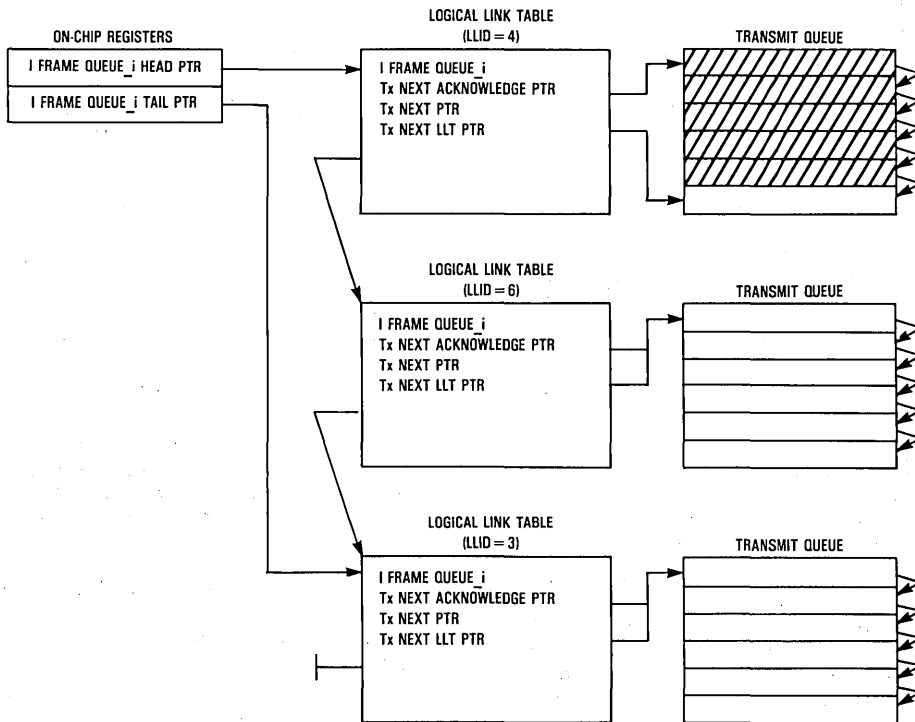 ON-CHIP REGISTERS
I FRAME QUEUE_i HEAD PTR
I FRAME QUEUE_i TAIL PTR
LOGICAL LINK TABLE
(LLID = 4)
I FRAME QUEUE_i
Tx NEXT ACKNOWLEDGE PTR
Tx NEXT PTR
Tx NEXT LLT PTR
TRANSMIT QUEUE
LOGICAL LINK TABLE
(LLID = 6)
I FRAME QUEUE_i
Tx NEXT ACKNOWLEDGE PTR
Tx NEXT PTR
Tx NEXT LLT PTR
TRANSMIT QUEUE
LOGICAL LINK TABLE
(LLID = 3)
I FRAME QUEUE_i
Tx NEXT ACKNOWLEDGE PTR
Tx NEXT PTR
Tx NEXT LLT PTR
TRANSMIT QUEUE